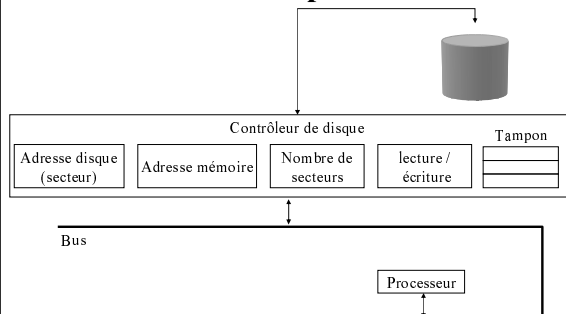 Contrôleur de disque
Tampon
Adresse disque
(secteur)
Adresse mémoire
Nombre de
secteurs
lecture /
écriture
Bus
Processeur